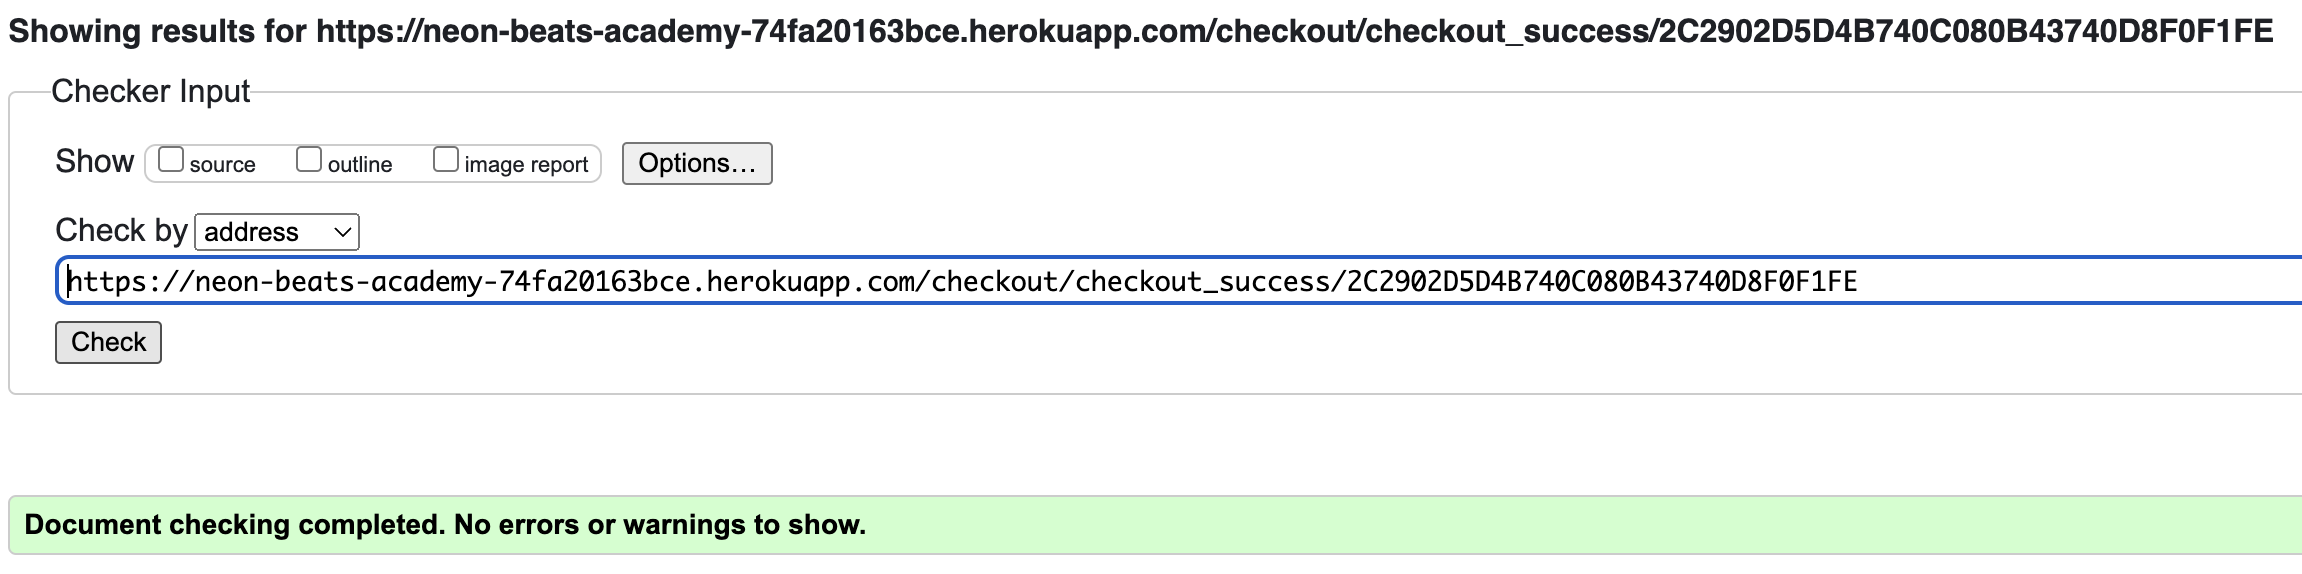 Showing results for https://neon-beats-academy-74fa20163bce.herokuapp.com/checkout/checkout_success/2C2902D5D4B740C080B43740D8F0F1FE
Checker Input
Show source outline image report Options...
Check by address
https://neon-beats-academy-74fa20163bce.herokuapp.com/checkout/checkout_success/2C2902D5D4B740C080B43740D8F0F1FE
Check
Document checking completed. No errors or warnings to show.